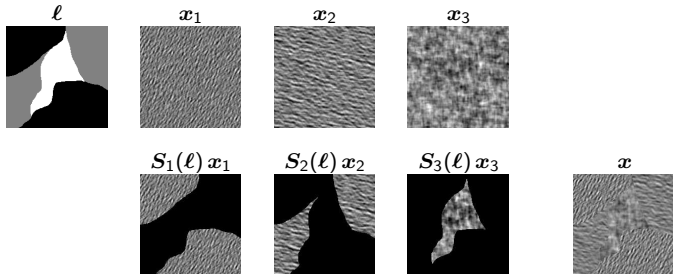 ℓ x₁ x₂ x₃
S₁(ℓ) x₁ S₂(ℓ) x₂ S₃(ℓ) x₃ x